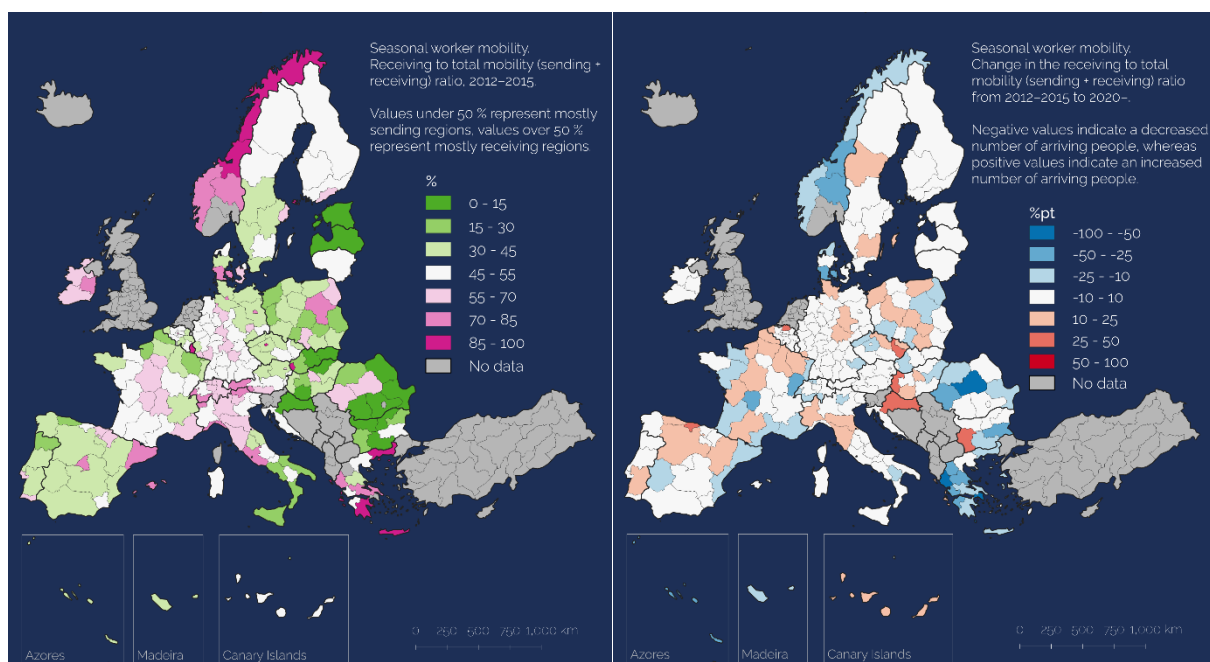 Seasonal worker mobility.
Receiving to total mobility (sending +
receiving) ratio, 2012–2015.
Values under 50 % represent mostly
sending regions, values over 50 %
represent mostly receiving regions.
%
0 - 15
15 - 30
30 - 45
45 - 55
55 - 70
70 - 85
85 - 100
No data
0 250 500 750 1,000 km
Azores
Madeira
Canary Islands
Seasonal worker mobility.
Change in the receiving to total
mobility (sending + receiving) ratio
from 2012–2015 to 2020–.
Negative values indicate a decreased
number of arriving people, whereas
positive values indicate an increased
number of arriving people.
%pt
-100 - -50
-50 - -25
-25 - -10
-10 - 10
10 - 25
25 - 50
50 - 100
No data
0 250 500 750 1,000 km
Azores
Madeira
Canary Islands